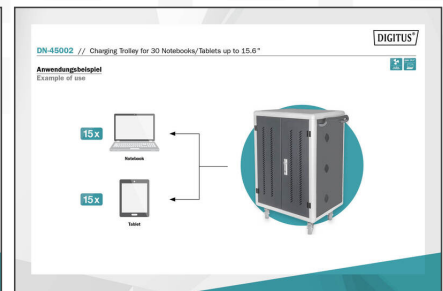 DIGITUS®
DN-45002 // Charging Trolley for 30 Notebooks/Tablets up to 15.6"
Anwendungsbeispiel
Example of use
15x
Notebook
15x
Tablet